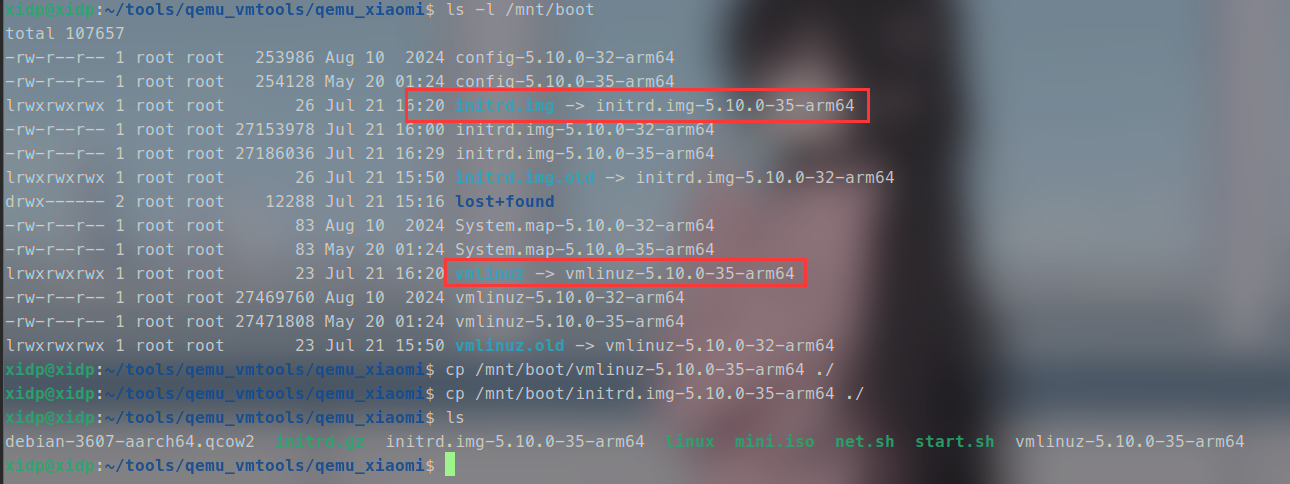 xidp@xidp:~/tools/qemu_vmtools/qemu_xiaomi$ ls -l /mnt/boot
total 107657
-rw-r--r-- 1 root root   253986 Aug 10  2024 config-5.10.0-32-arm64
-rw-r--r-- 1 root root   254128 May 20 01:24 config-5.10.0-35-arm64
lrwxrwxrwx 1 root root       26 Jul 21 16:20 initrd.img -> initrd.img-5.10.0-35-arm64
-rw-r--r-- 1 root root 27153978 Jul 21 16:00 initrd.img-5.10.0-32-arm64
-rw-r--r-- 1 root root 27186036 Jul 21 16:29 initrd.img-5.10.0-35-arm64
lrwxrwxrwx 1 root root       26 Jul 21 15:50 initrd.img.old -> initrd.img-5.10.0-32-arm64
drwx------ 2 root root    12288 Jul 21 15:16 lost+found
-rw-r--r-- 1 root root       83 Aug 10  2024 System.map-5.10.0-32-arm64
-rw-r--r-- 1 root root       83 May 20 01:24 System.map-5.10.0-35-arm64
lrwxrwxrwx 1 root root       23 Jul 21 16:20 vmlinuz -> vmlinuz-5.10.0-35-arm64
-rw-r--r-- 1 root root 27469760 Aug 10  2024 vmlinuz-5.10.0-32-arm64
-rw-r--r-- 1 root root 27471808 May 20 01:24 vmlinuz-5.10.0-35-arm64
lrwxrwxrwx 1 root root       23 Jul 21 15:50 vmlinuz.old -> vmlinuz-5.10.0-32-arm64
xidp@xidp:~/tools/qemu_vmtools/qemu_xiaomi$ cp /mnt/boot/vmlinuz-5.10.0-35-arm64 ./
xidp@xidp:~/tools/qemu_vmtools/qemu_xiaomi$ cp /mnt/boot/initrd.img-5.10.0-35-arm64 ./
xidp@xidp:~/tools/qemu_vmtools/qemu_xiaomi$ ls
debian-3607-aarch64.qcow2  initrd.gz  initrd.img-5.10.0-35-arm64  linux  mini.iso  net.sh  start.sh  vmlinuz-5.10.0-35-arm64
xidp@xidp:~/tools/qemu_vmtools/qemu_xiaomi$